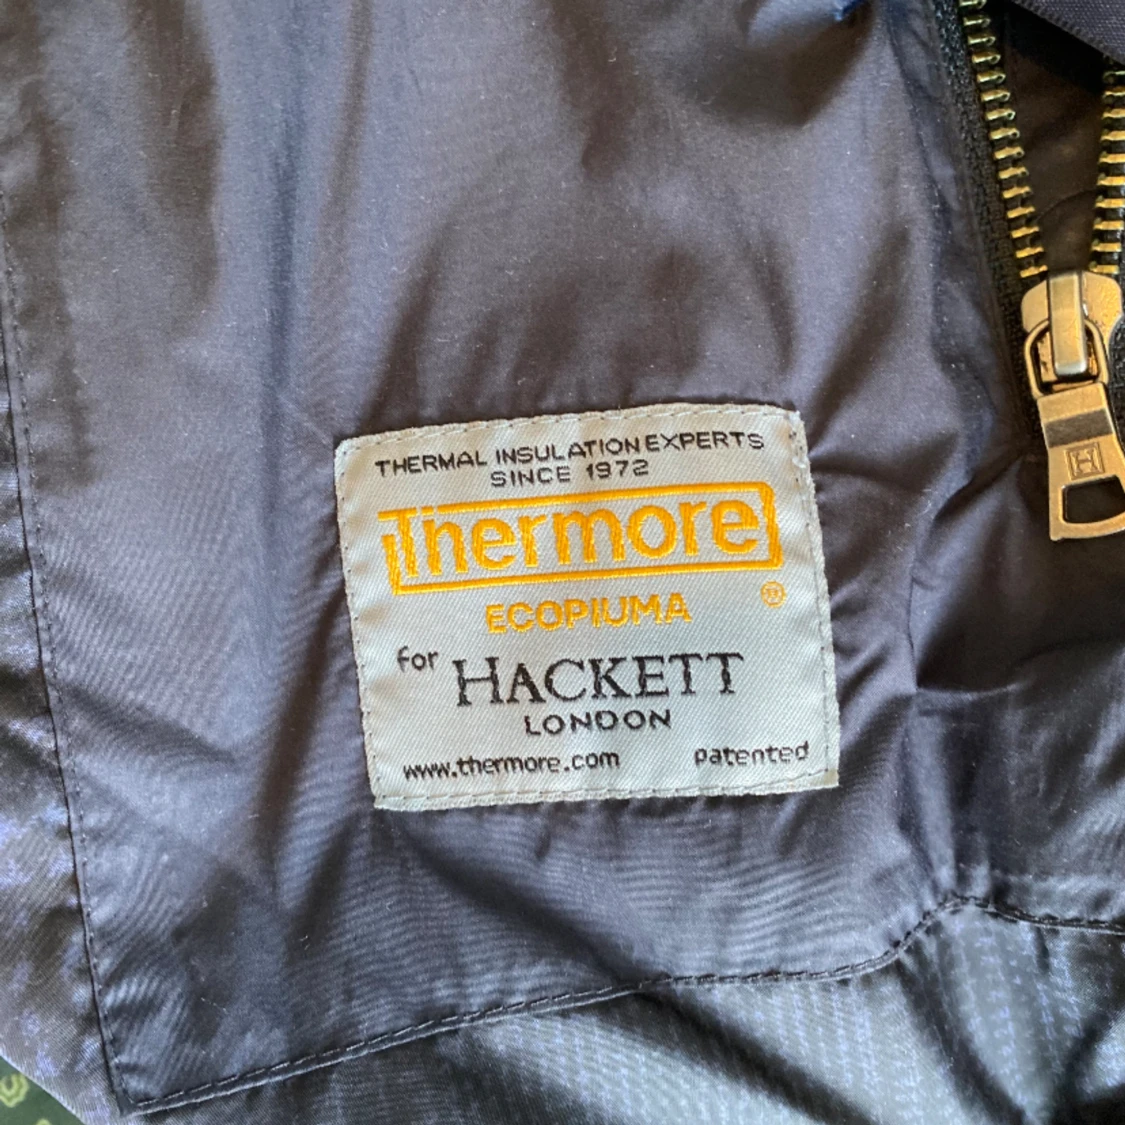 THERMAL INSULATION EXPERTS
SINCE 1972
Thermore
ECOPIUMA ®
for HACKETT
LONDON
www.thermore.com patented
H